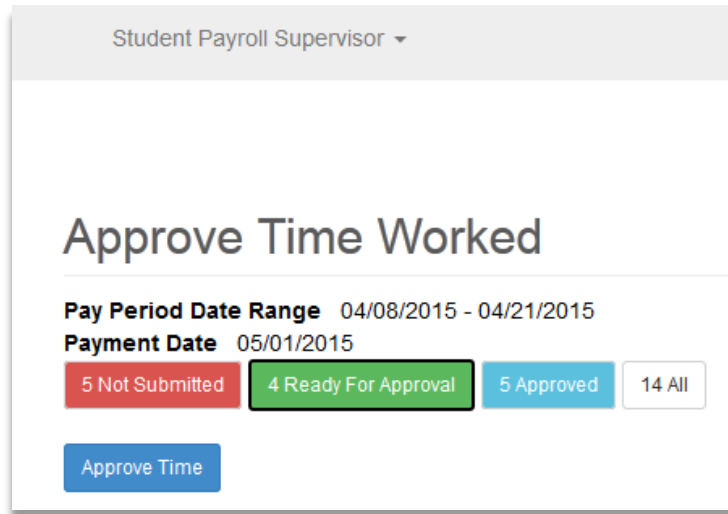 Student Payroll Supervisor
Approve Time Worked
Pay Period Date Range 04/08/2015 - 04/21/2015
Payment Date 05/01/2015
5 Not Submitted 4 Ready For Approval 5 Approved 14 All
Approve Time